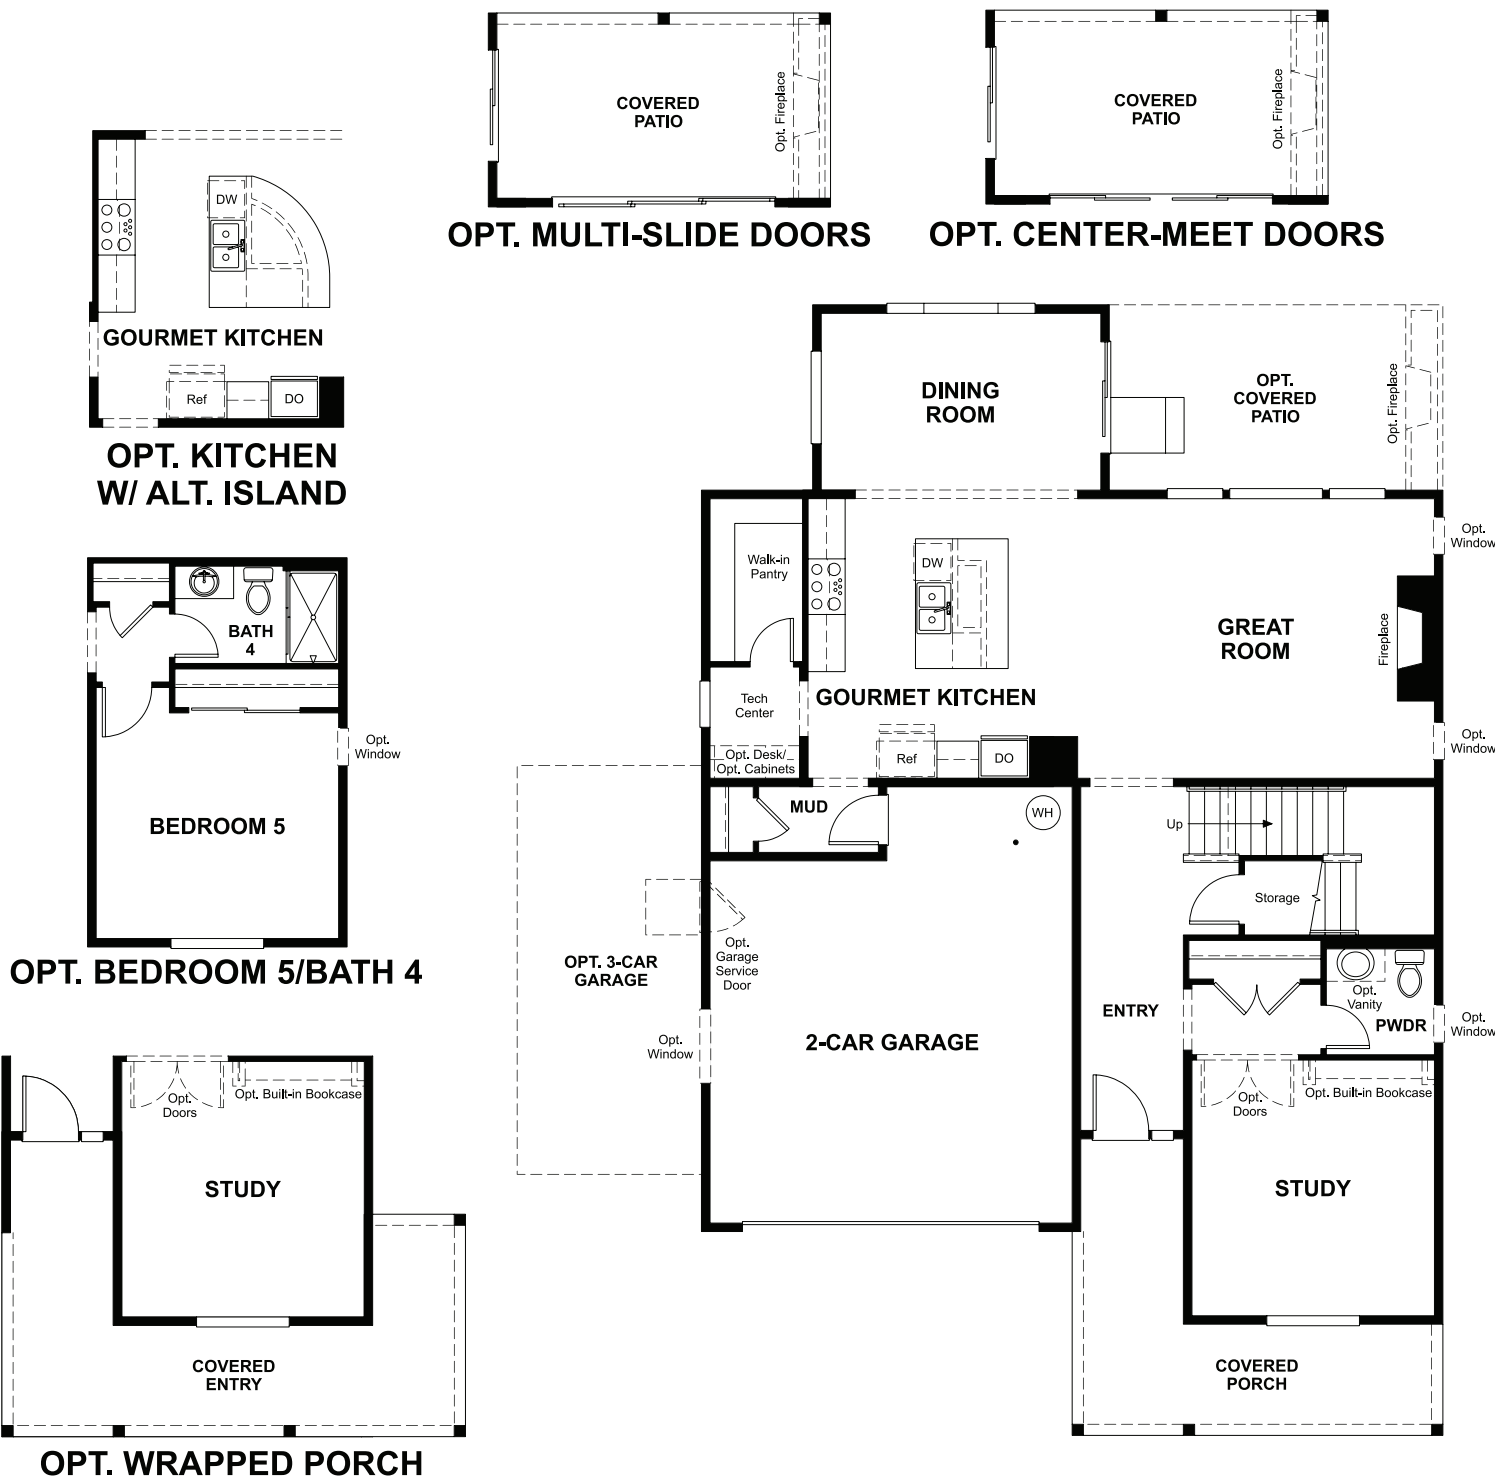 COVERED
PATIO
Opt. Fireplace
OPT. MULTI-SLIDE DOORS
COVERED
PATIO
Opt. Fireplace
OPT. CENTER-MEET DOORS
DW
GOURMET KITCHEN
Ref
DO
OPT. KITCHEN
W/ ALT. ISLAND
BATH
4
Opt.
Window
BEDROOM 5
OPT. BEDROOM 5/BATH 4
Opt.
Doors
Opt. Built-in Bookcase
STUDY
COVERED
ENTRY
OPT. WRAPPED PORCH
DINING
ROOM
OPT.
COVERED
PATIO
Opt. Fireplace
Walk-in
Pantry
DW
Opt.
Window
GREAT
ROOM
Fireplace
Tech
Center
GOURMET KITCHEN
Opt.
Window
Opt. Desk/
Opt. Cabinets
Ref
DO
MUD
WH
Up
Storage
OPT. 3-CAR
GARAGE
Opt.
Garage
Service
Door
Opt.
Window
2-CAR GARAGE
ENTRY
Opt.
Vanity
PWDR
Opt.
Window
Opt.
Doors
Opt. Built-in Bookcase
STUDY
COVERED
PORCH